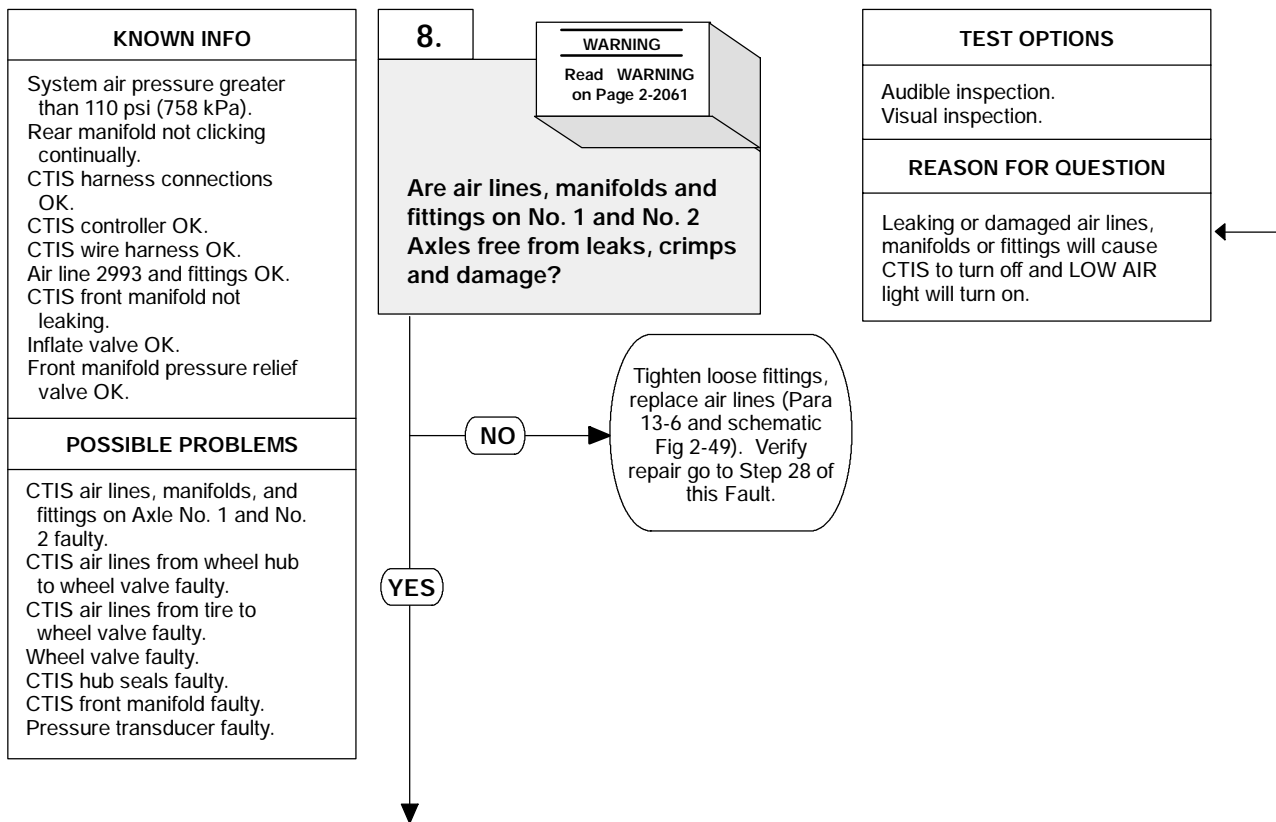 KNOWN INFO
System air pressure greater
than 110 psi (758 kPa).
Rear manifold not clicking
continually.
CTIS harness connections
OK.
CTIS controller OK.
CTIS wire harness OK.
Air line 2993 and fittings OK.
CTIS front manifold not
leaking.
Inflate valve OK.
Front manifold pressure relief
valve OK.
POSSIBLE PROBLEMS
CTIS air lines, manifolds, and
fittings on Axle No. 1 and No.
2 faulty.
CTIS air lines from wheel hub
to wheel valve faulty.
CTIS air lines from tire to
wheel valve faulty.
Wheel valve faulty.
CTIS hub seals faulty.
CTIS front manifold faulty.
Pressure transducer faulty.
8.
WARNING
Read WARNING
on Page 2-2061
Are air lines, manifolds and
fittings on No. 1 and No. 2
Axles free from leaks, crimps
and damage?
NO
Tighten loose fittings,
replace air lines (Para
13-6 and schematic
Fig 2-49). Verify
repair go to Step 28 of
this Fault.
YES
TEST OPTIONS
Audible inspection.
Visual inspection.
REASON FOR QUESTION
Leaking or damaged air lines,
manifolds or fittings will cause
CTIS to turn off and LOW AIR
light will turn on.